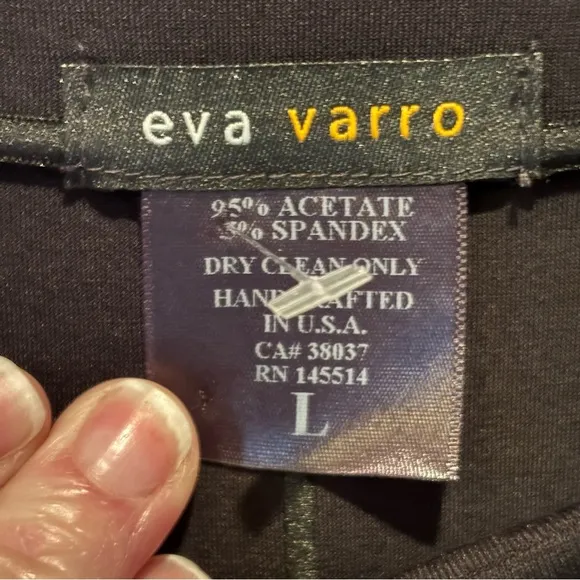 eva varro
95% ACETATE
5% SPANDEX
DRY CLEAN ONLY
HANDCRAFTED
IN U.S.A.
CA# 38037
RN 145514
L